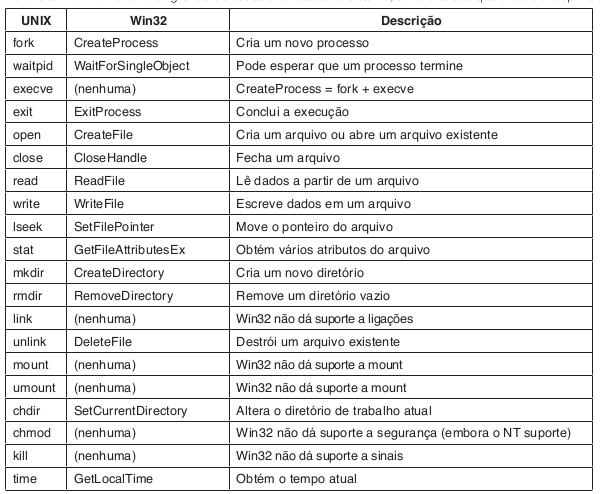 UNIX Win32 Descrição
fork CreateProcess Cria um novo processo
waitpid WaitForSingleObject Pode esperar que um processo termine
execve (nenhuma) CreateProcess = fork + execve
exit ExitProcess Conclui a execução
open CreateFile Cria um arquivo ou abre um arquivo existente
close CloseHandle Fecha um arquivo
read ReadFile Lê dados a partir de um arquivo
write WriteFile Escreve dados em um arquivo
lseek SetFilePointer Move o ponteiro do arquivo
stat GetFileAttributesEx Obtém vários atributos do arquivo
mkdir CreateDirectory Cria um novo diretório
rmdir RemoveDirectory Remove um diretório vazio
link (nenhuma) Win32 não dá suporte a ligações
unlink DeleteFile Destrói um arquivo existente
mount (nenhuma) Win32 não dá suporte a mount
umount (nenhuma) Win32 não dá suporte a mount
chdir SetCurrentDirectory Altera o diretório de trabalho atual
chmod (nenhuma) Win32 não dá suporte a segurança (embora o NT suporte)
kill (nenhuma) Win32 não dá suporte a sinais
time GetLocalTime Obtém o tempo atual